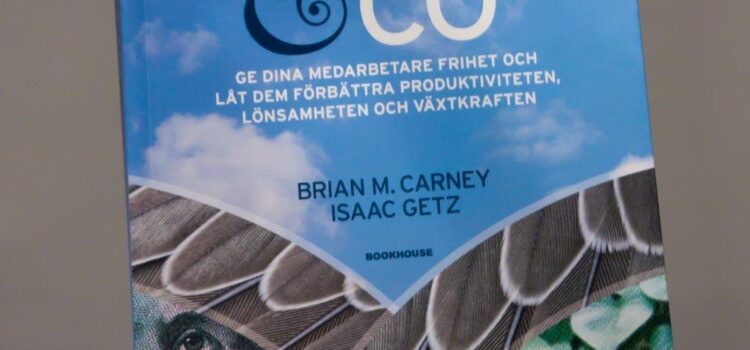 & CO
GE DINA MEDARBETARE FRIHET OCH
LÅT DEM FÖRBÄTTRA PRODUKTIVITETEN,
LÖNSAMHETEN OCH VÄXTKRAFTEN
BRIAN M. CARNEY
ISAAC GETZ
BOOKHOUSE